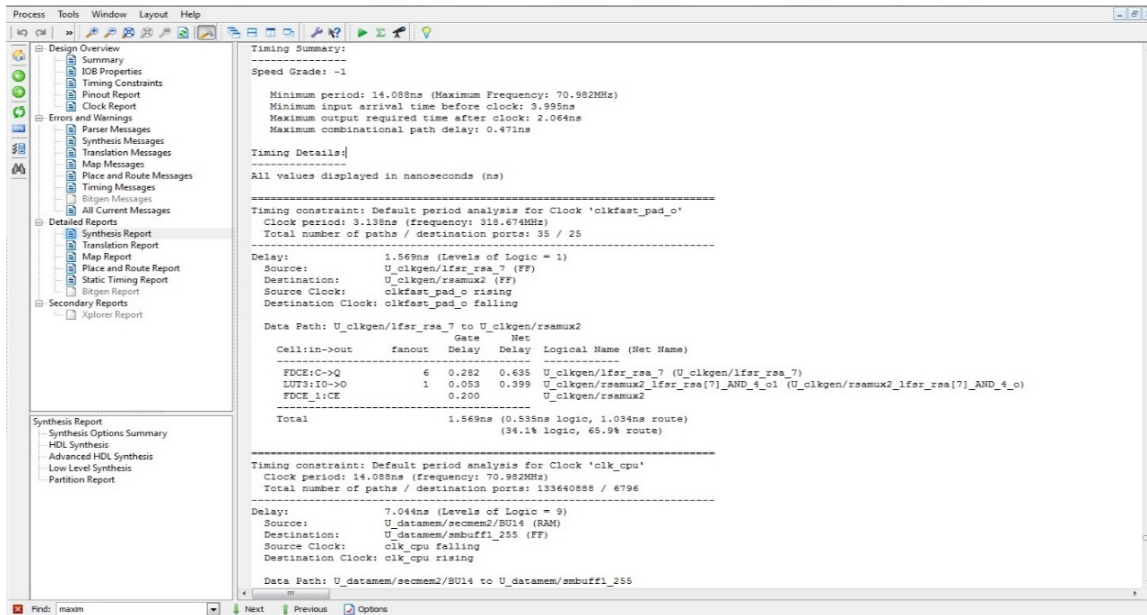 Process Tools Window Layout Help
Design Overview
Summary
IOB Properties
Timing Constraints
Pinout Report
Clock Report
Errors and Warnings
Parser Messages
Synthesis Messages
Translation Messages
Map Messages
Place and Route Messages
Timing Messages
Bitgen Messages
All Current Messages
Detailed Reports
Synthesis Report
Translation Report
Map Report
Place and Route Report
Static Timing Report
Bitgen Report
Secondary Reports
Xplorer Report
Synthesis Report
Synthesis Options Summary
HDL Synthesis
Advanced HDL Synthesis
Low Level Synthesis
Partition Report
Timing Summary:
---------------
Speed Grade: -1
Minimum period: 14.088ns (Maximum Frequency: 70.982MHz)
Minimum input arrival time before clock: 3.995ns
Maximum output required time after clock: 2.064ns
Maximum combinational path delay: 0.471ns
Timing Details:
---------------
All values displayed in nanoseconds (ns)
Timing constraint: Default period analysis for Clock 'clkfast_pad_o'
Clock period: 3.138ns (frequency: 318.674MHz)
Total number of paths / destination ports: 35 / 25
Delay: 1.569ns (Levels of Logic = 1)
Source: U_clkgen/lfsr_rsa_7 (FF)
Destination: U_clkgen/rsamux2 (FF)
Source Clock: clkfast_pad_o rising
Destination Clock: clkfast_pad_o falling
Data Path: U_clkgen/lfsr_rsa_7 to U_clkgen/rsamux2
Gate Net
Cell:in->out fanout Delay Delay Logical Name (Net Name)
FDCE:C->Q 6 0.282 0.635 U_clkgen/lfsr_rsa_7 (U_clkgen/lfsr_rsa_7)
LUT3:I0->O 1 0.053 0.399 U_clkgen/rsamux2_lfsr_rsa[7]_AND_4_o1 (U_clkgen/rsamux2_lfsr_rsa[7]_AND_4_o)
FDCE_1:CE 0.200 U_clkgen/rsamux2
Total 1.569ns (0.535ns logic, 1.034ns route)
(34.1% logic, 65.9% route)
Timing constraint: Default period analysis for Clock 'clk_cpu'
Clock period: 14.088ns (frequency: 70.982MHz)
Total number of paths / destination ports: 133640888 / 6796
Delay: 7.044ns (Levels of Logic = 9)
Source: U_datamem/secmem2/BU14 (RAM)
Destination: U_datamem/smbuff1_255 (FF)
Source Clock: clk_cpu falling
Destination Clock: clk_cpu rising
Data Path: U_datamem/secmem2/BU14 to U_datamem/smbuff1_255
Find: maxim Next Previous Options